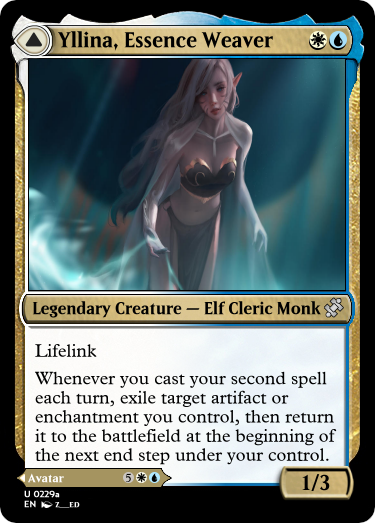 Yllina, Essence Weaver
Legendary Creature — Elf Cleric Monk
Lifelink
Whenever you cast your second spell
each turn, exile target artifact or
enchantment you control, then return
it to the battlefield at the beginning of
the next end step under your control.
Avatar 5
1/3
U 0229a
EN Z__ED